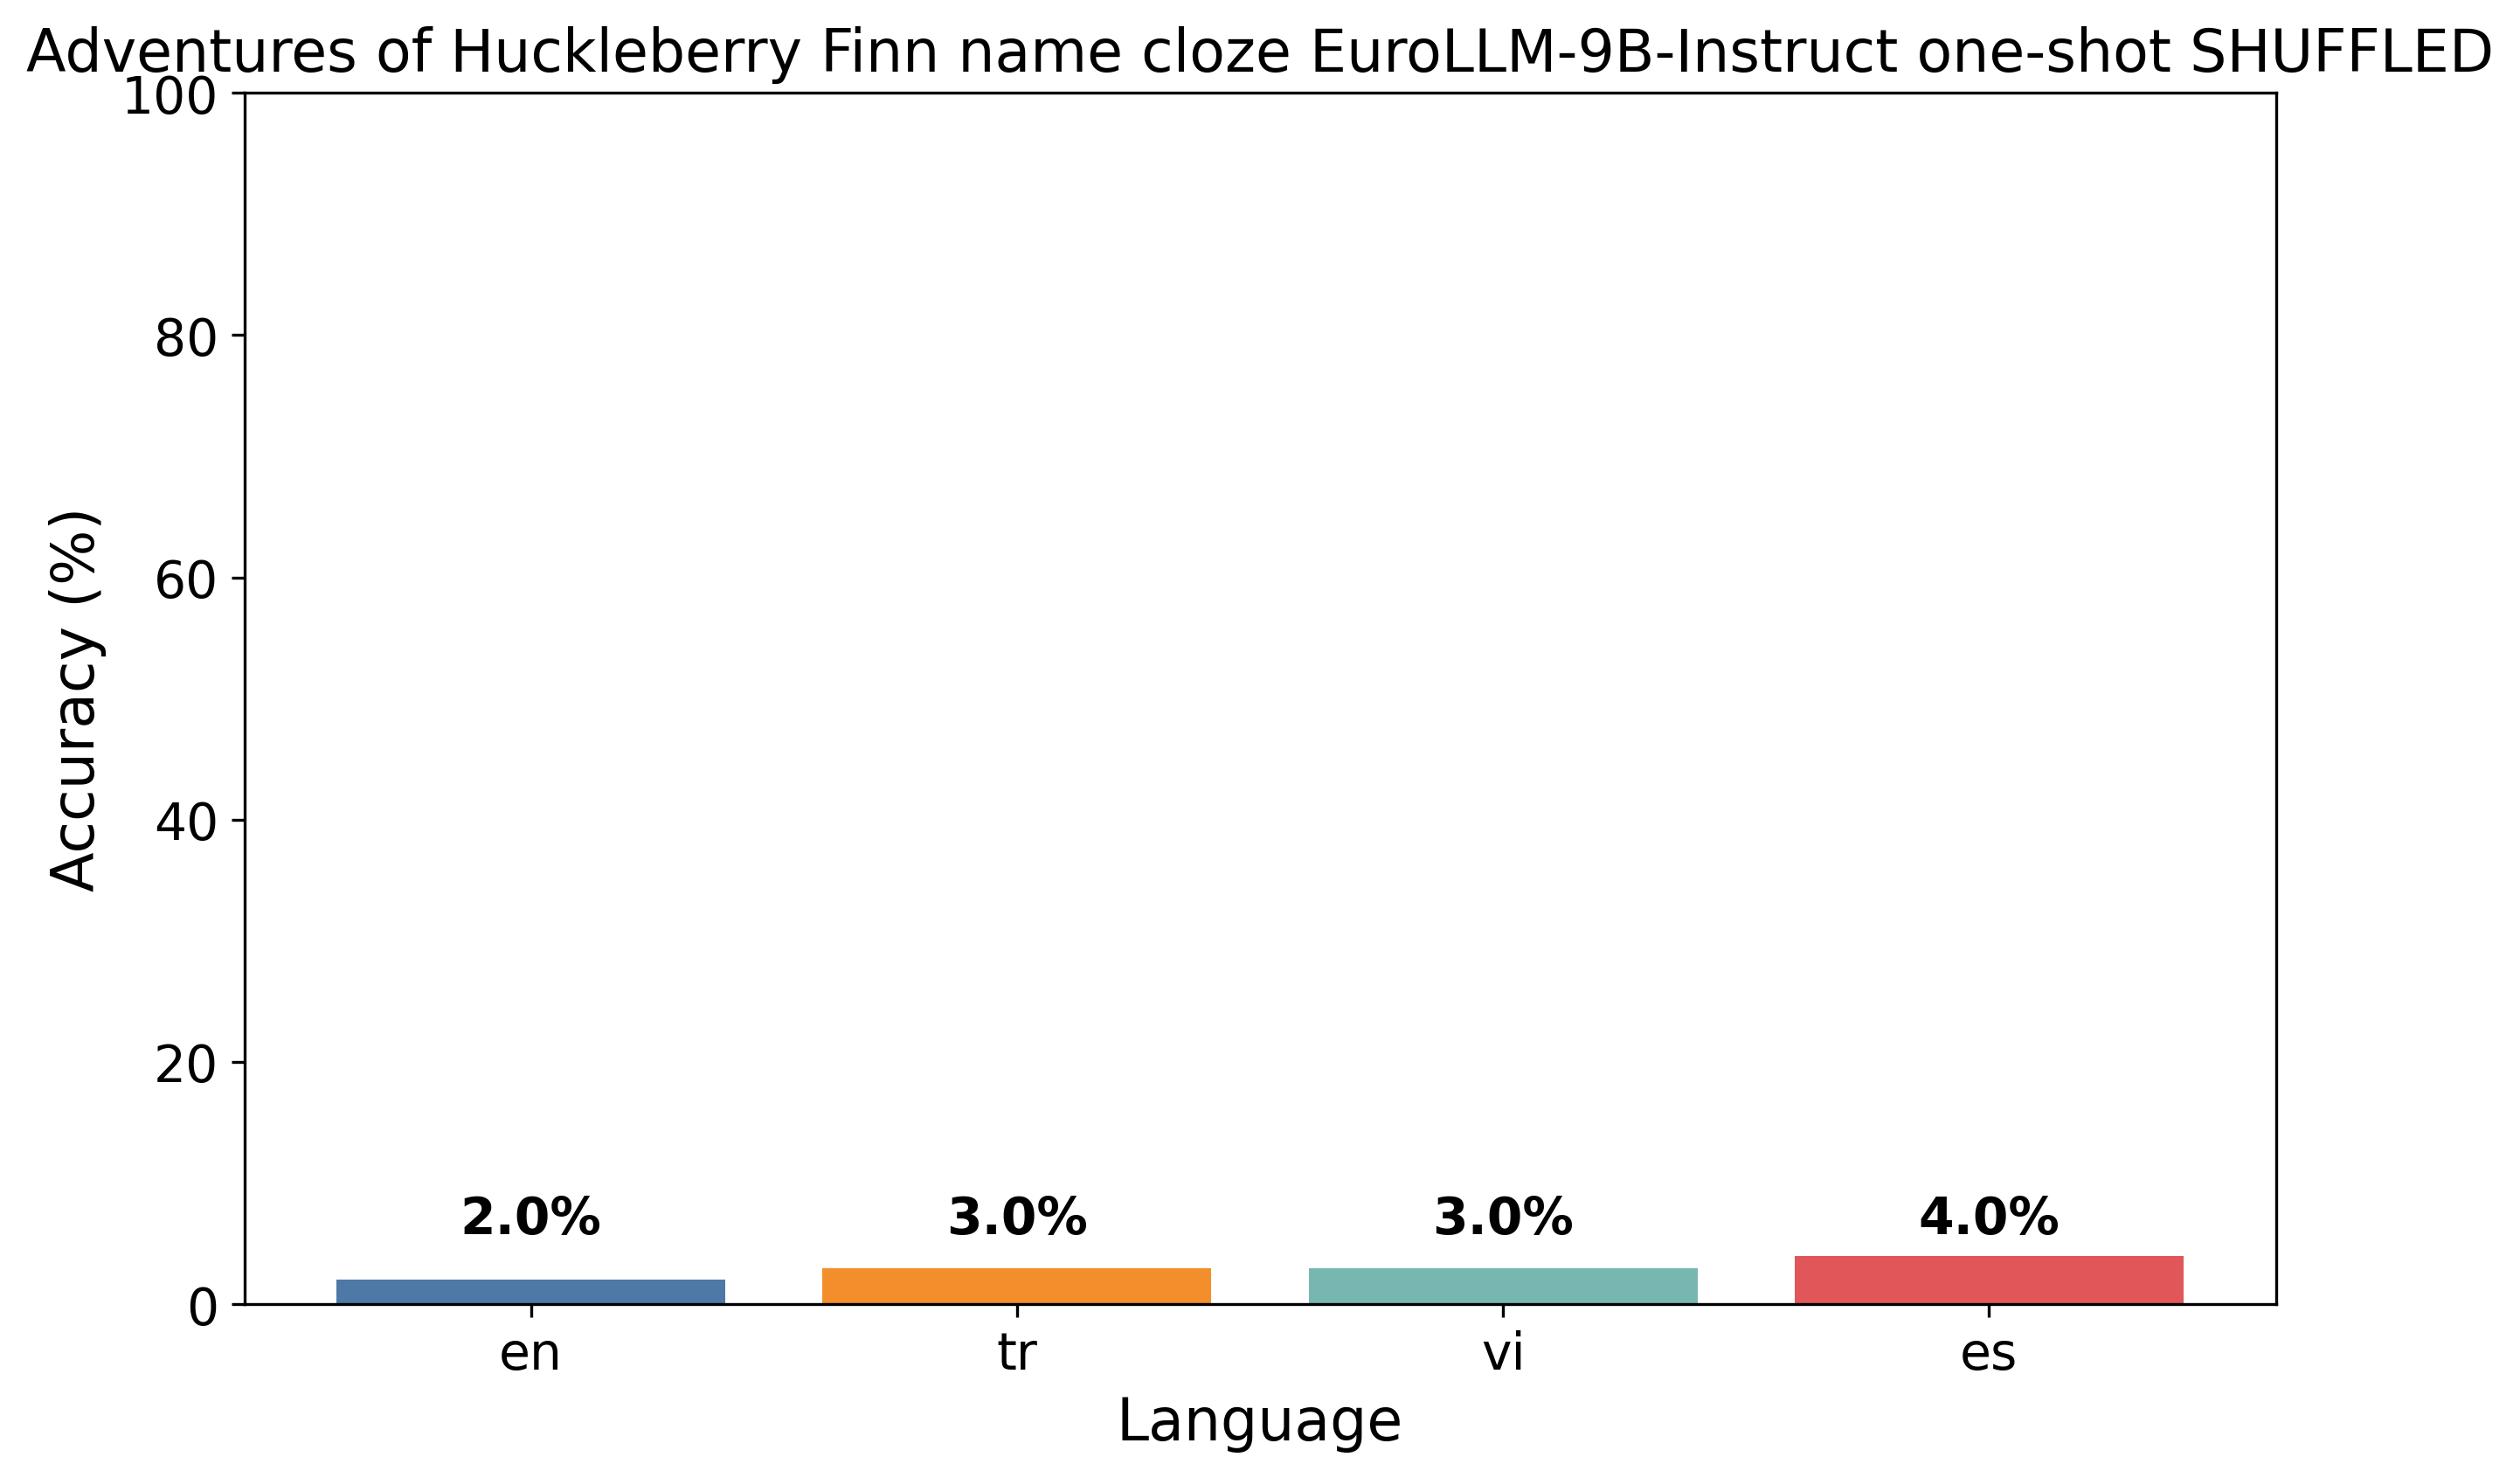 Adventures of Huckleberry Finn name cloze EuroLLM-9B-Instruct one-shot SHUFFLED
100
80
60
40
20
0
Accuracy (%)
2.0%
3.0%
3.0%
4.0%
en
tr
vi
es
Language